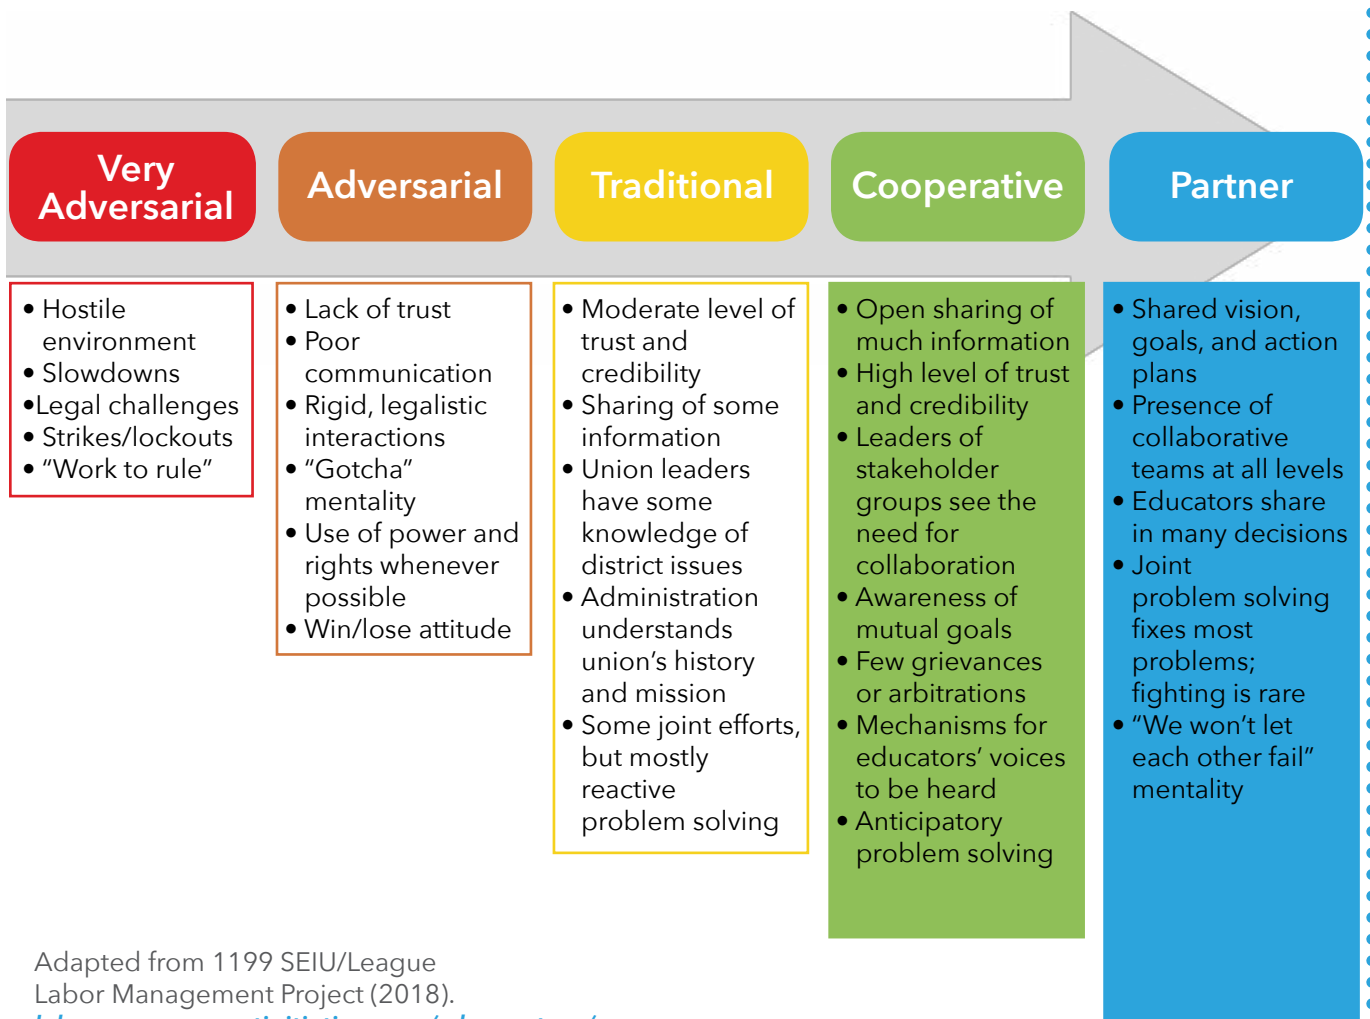 Very
Adversarial
Adversarial
Traditional
Cooperative
Partner
• Hostile
environment
• Slowdowns
•Legal challenges
• Strikes/lockouts
• “Work to rule”
• Lack of trust
• Poor
communication
• Rigid, legalistic
interactions
• “Gotcha”
mentality
• Use of power and
rights whenever
possible
• Win/lose attitude
• Moderate level of
trust and
credibility
• Sharing of some
information
• Union leaders
have some
knowledge of
district issues
• Administration
understands
union’s history
and mission
• Some joint efforts,
but mostly
reactive
problem solving
• Open sharing of
much information
• High level of trust
and credibility
• Leaders of
stakeholder
groups see the
need for
collaboration
• Awareness of
mutual goals
• Few grievances
or arbitrations
• Mechanisms for
educators’ voices
to be heard
• Anticipatory
problem solving
• Shared vision,
goals, and action
plans
• Presence of
collaborative
teams at all levels
• Educators share
in many decisions
• Joint
problem solving
fixes most
problems;
fighting is rare
• “We won’t let
each other fail”
mentality
Adapted from 1199 SEIU/League
Labor Management Project (2018).